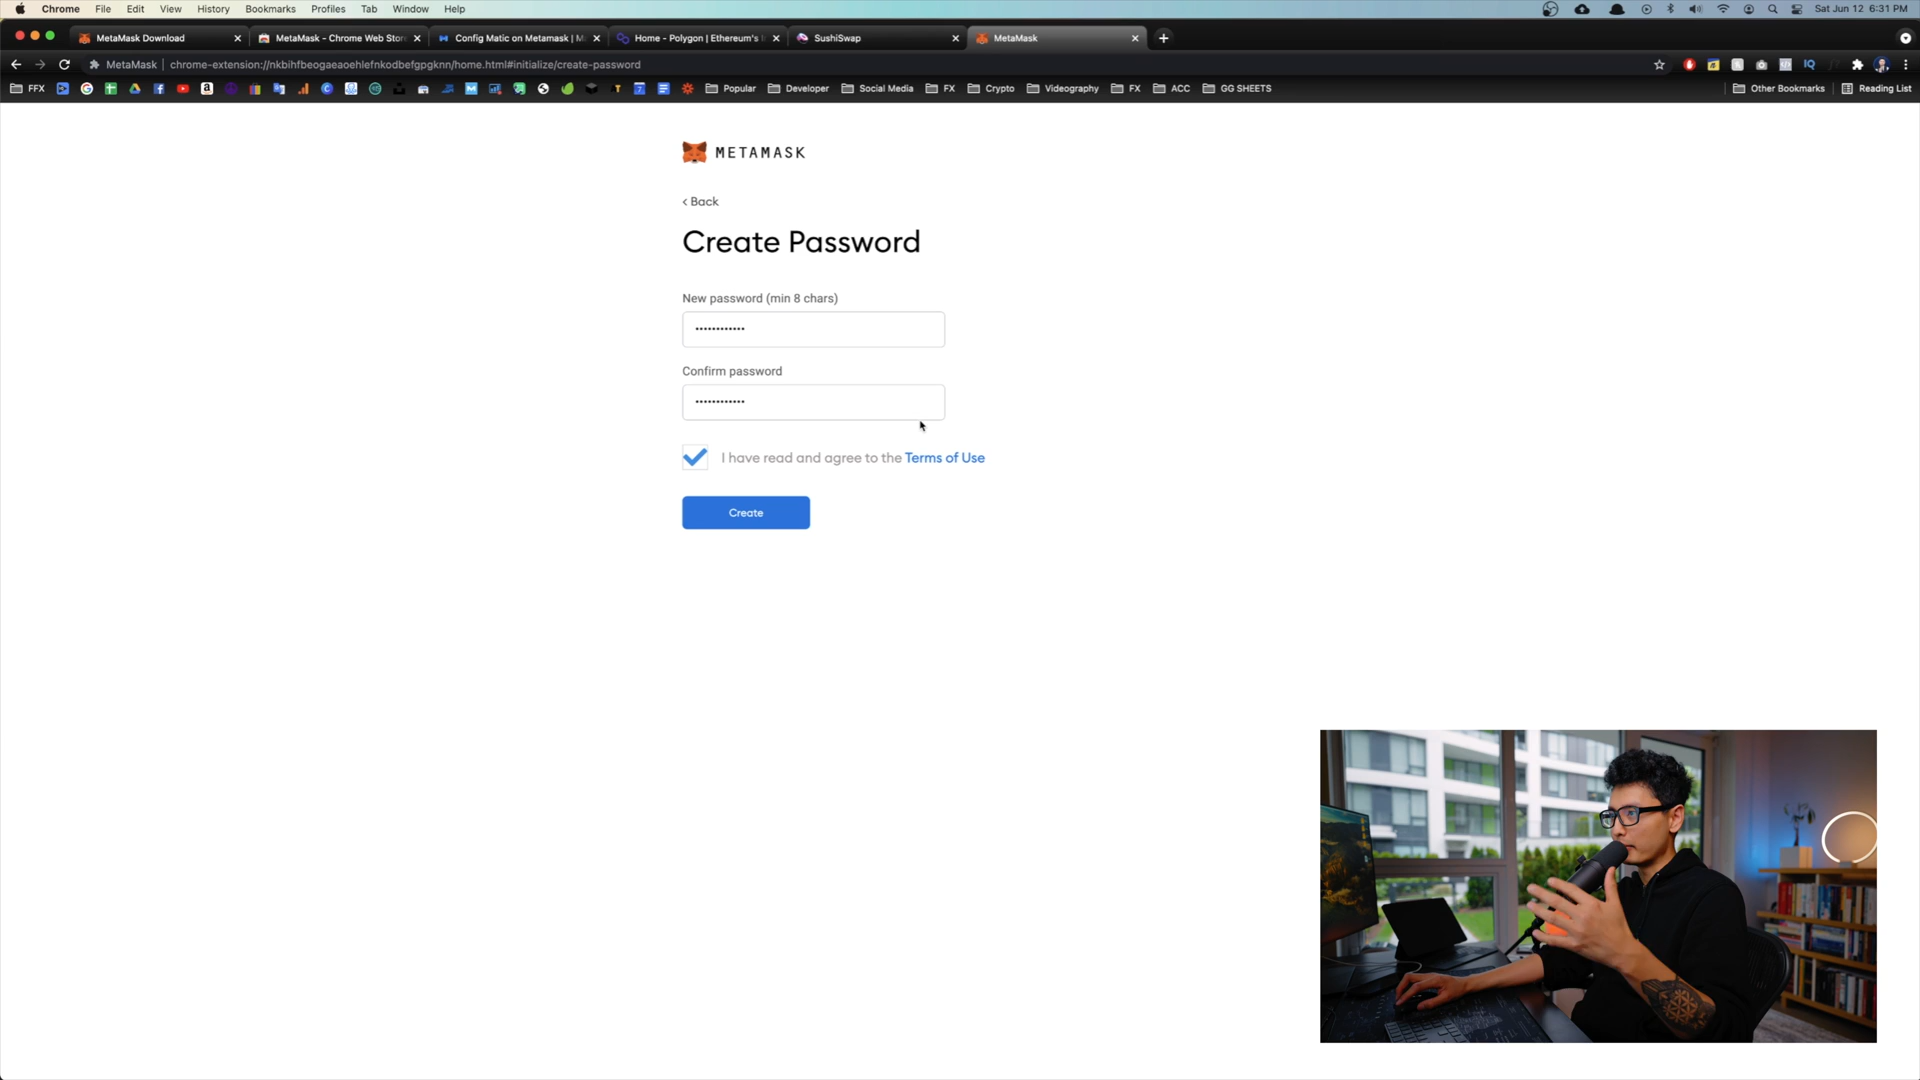 Chrome File Edit View History Bookmarks Profiles Tab Window Help Sat Jun 12 6:31 PM
MetaMask Download MetaMask - Chrome Web Stor Config Matic on Metamask | M Home - Polygon | Ethereum's I SushiSwap MetaMask
MetaMask chrome-extension://nkbihfbeogaeaoehlefnkodbefgpgknn/home.html#initialize/create-password
FFX Popular Developer Social Media FX Crypto Videography FX ACC GG SHEETS Other Bookmarks Reading List
METAMASK
< Back
Create Password
New password (min 8 chars)
••••••••••••
Confirm password
••••••••••••
I have read and agree to the Terms of Use
Create